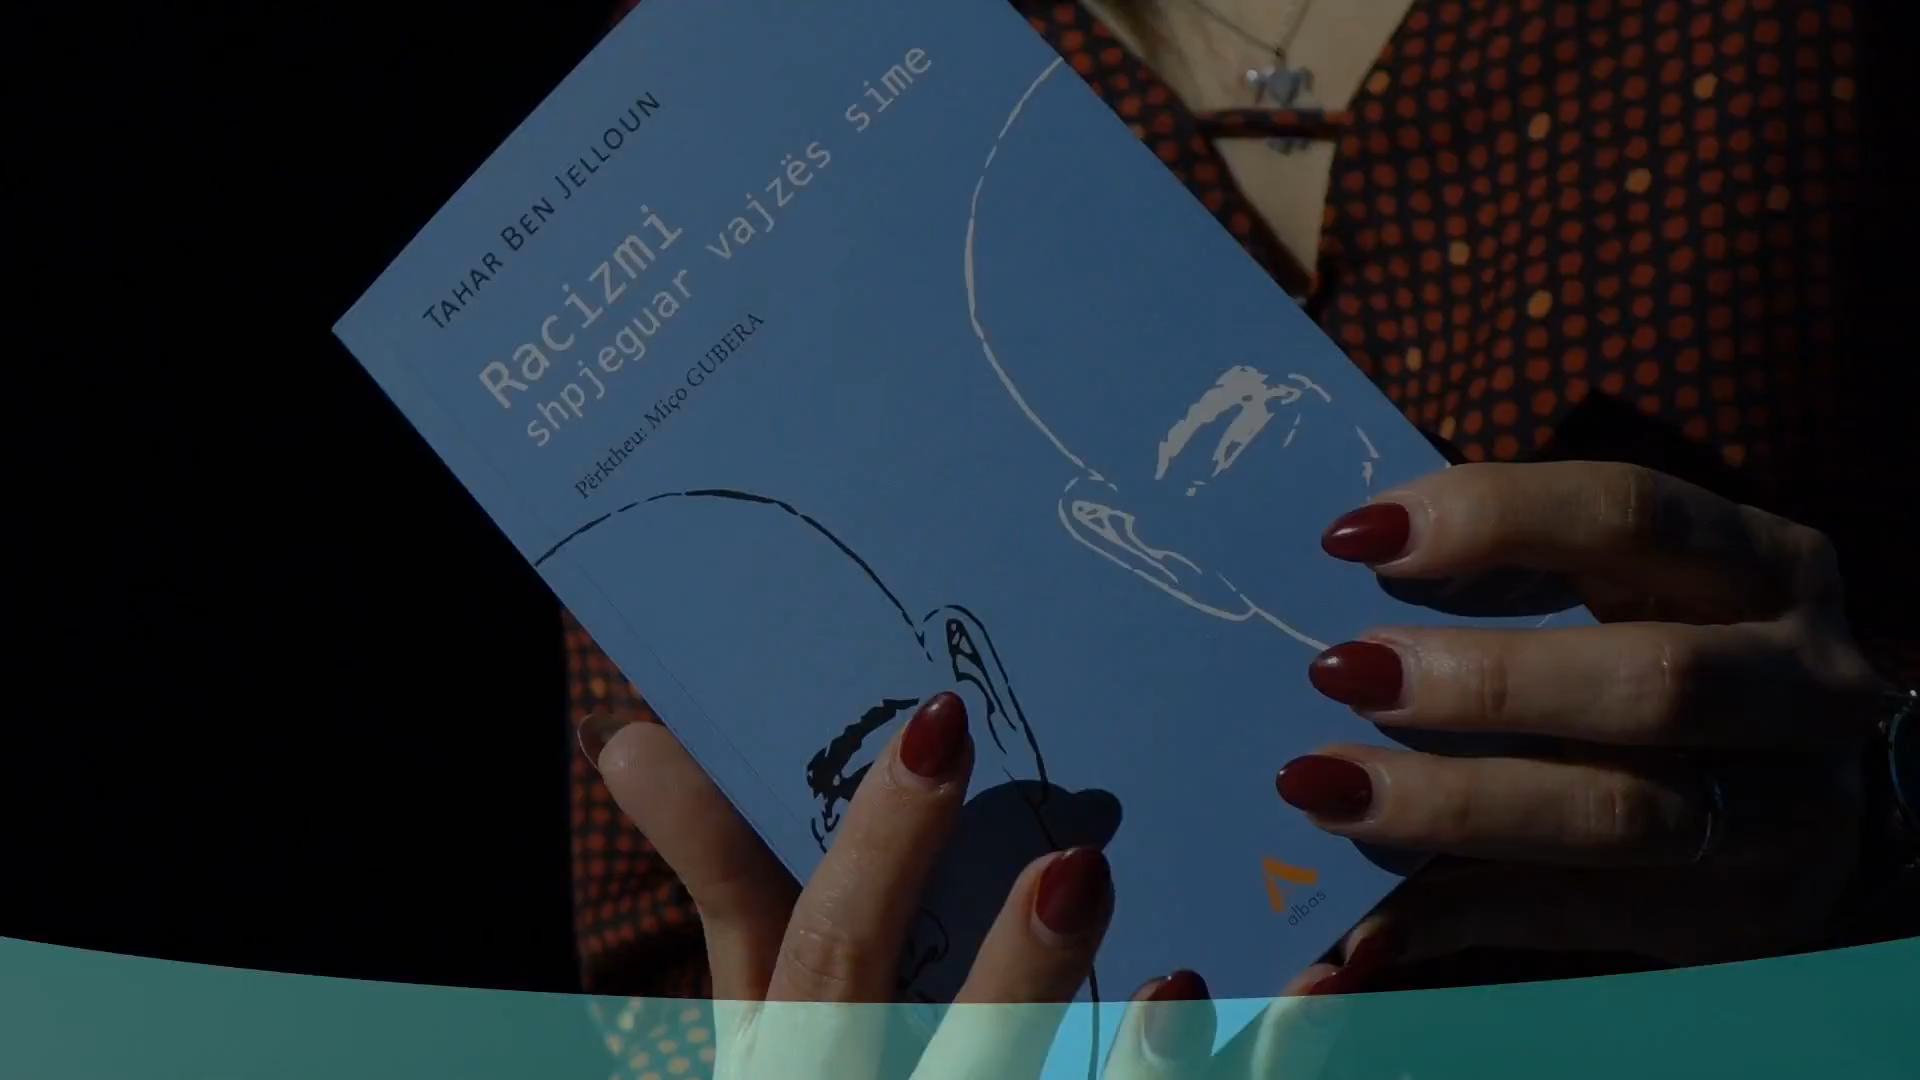 TAHAR BEN JELLOUN
Racizmi
shpjeguar vajzës sime
Përktheu: Miço GUBERA
albas